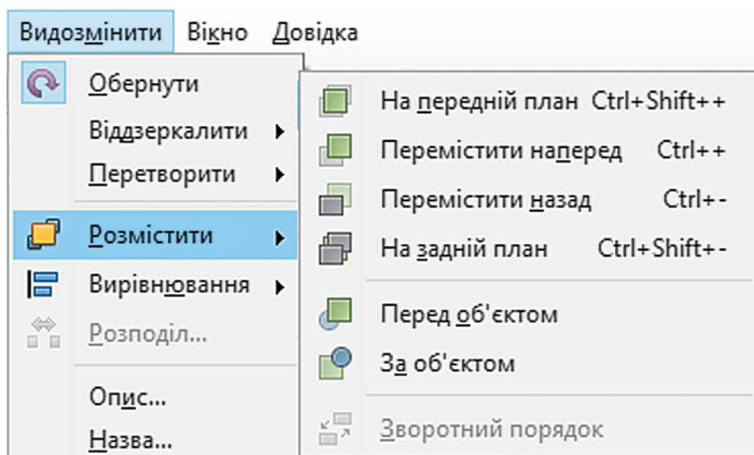 Видозмінити Вікно Довідка
Обернути
Віддзеркалити
Перетворити
Розмістити
Вирівнювання
Розподіл...
Опис...
Назва...
На передній план Ctrl+Shift++
Перемістити наперед Ctrl++
Перемістити назад Ctrl+-
На задній план Ctrl+Shift+-
Перед об'єктом
За об'єктом
Зворотний порядок